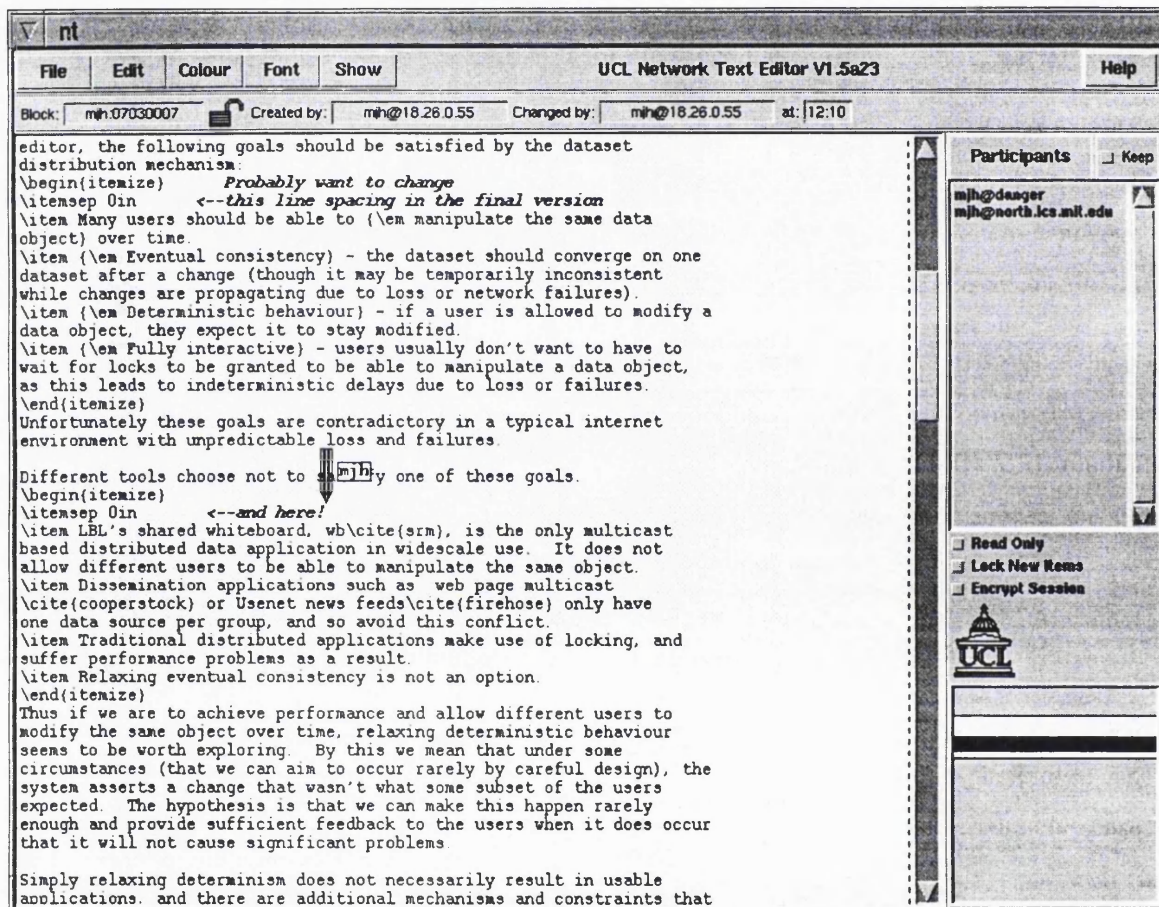 nt
File Edit Colour Font Show UCL Network Text Editor V1.5a23 Help
Block: mjh:07030007 Created by: mjh@18.26.0.55 Changed by: mjh@18.26.0.55 at: 12:10
editor, the following goals should be satisfied by the dataset
distribution mechanism:
\begin{itemize} Probably want to change
\itemsep 0in <--this line spacing in the final version
\item Many users should be able to {\em manipulate the same data
object} over time.
\item {\em Eventual consistency} - the dataset should converge on one
dataset after a change (though it may be temporarily inconsistent
while changes are propagating due to loss or network failures).
\item {\em Deterministic behaviour} - if a user is allowed to modify a
data object, they expect it to stay modified.
\item {\em Fully interactive} - users usually don't want to have to
wait for locks to be granted to be able to manipulate a data object,
as this leads to indeterministic delays due to loss or failures.
\end{itemize}
Unfortunately these goals are contradictory in a typical internet
environment with unpredictable loss and failures.
Different tools choose not to mjh one of these goals.
\begin{itemize}
\itemsep 0in <--and here!
\item LBL's shared whiteboard, wb\cite{srm}, is the only multicast
based distributed data application in widescale use. It does not
allow different users to be able to manipulate the same object.
\item Dissemination applications such as web page multicast
\cite{cooperstock} or Usenet news feeds\cite{firehose} only have
one data source per group, and so avoid this conflict.
\item Traditional distributed applications make use of locking, and
suffer performance problems as a result.
\item Relaxing eventual consistency is not an option.
\end{itemize}
Thus if we are to achieve performance and allow different users to
modify the same object over time, relaxing deterministic behaviour
seems to be worth exploring. By this we mean that under some
circumstances (that we can aim to occur rarely by careful design), the
system asserts a change that wasn't what some subset of the users
expected. The hypothesis is that we can make this happen rarely
enough and provide sufficient feedback to the users when it does occur
that it will not cause significant problems.
Simply relaxing determinism does not necessarily result in usable
applications, and there are additional mechanisms and constraints that
Participants Keep
mjh@danger
mjh@north.lcs.mit.edu
Read Only
Lock New Items
Encrypt Session
UCL